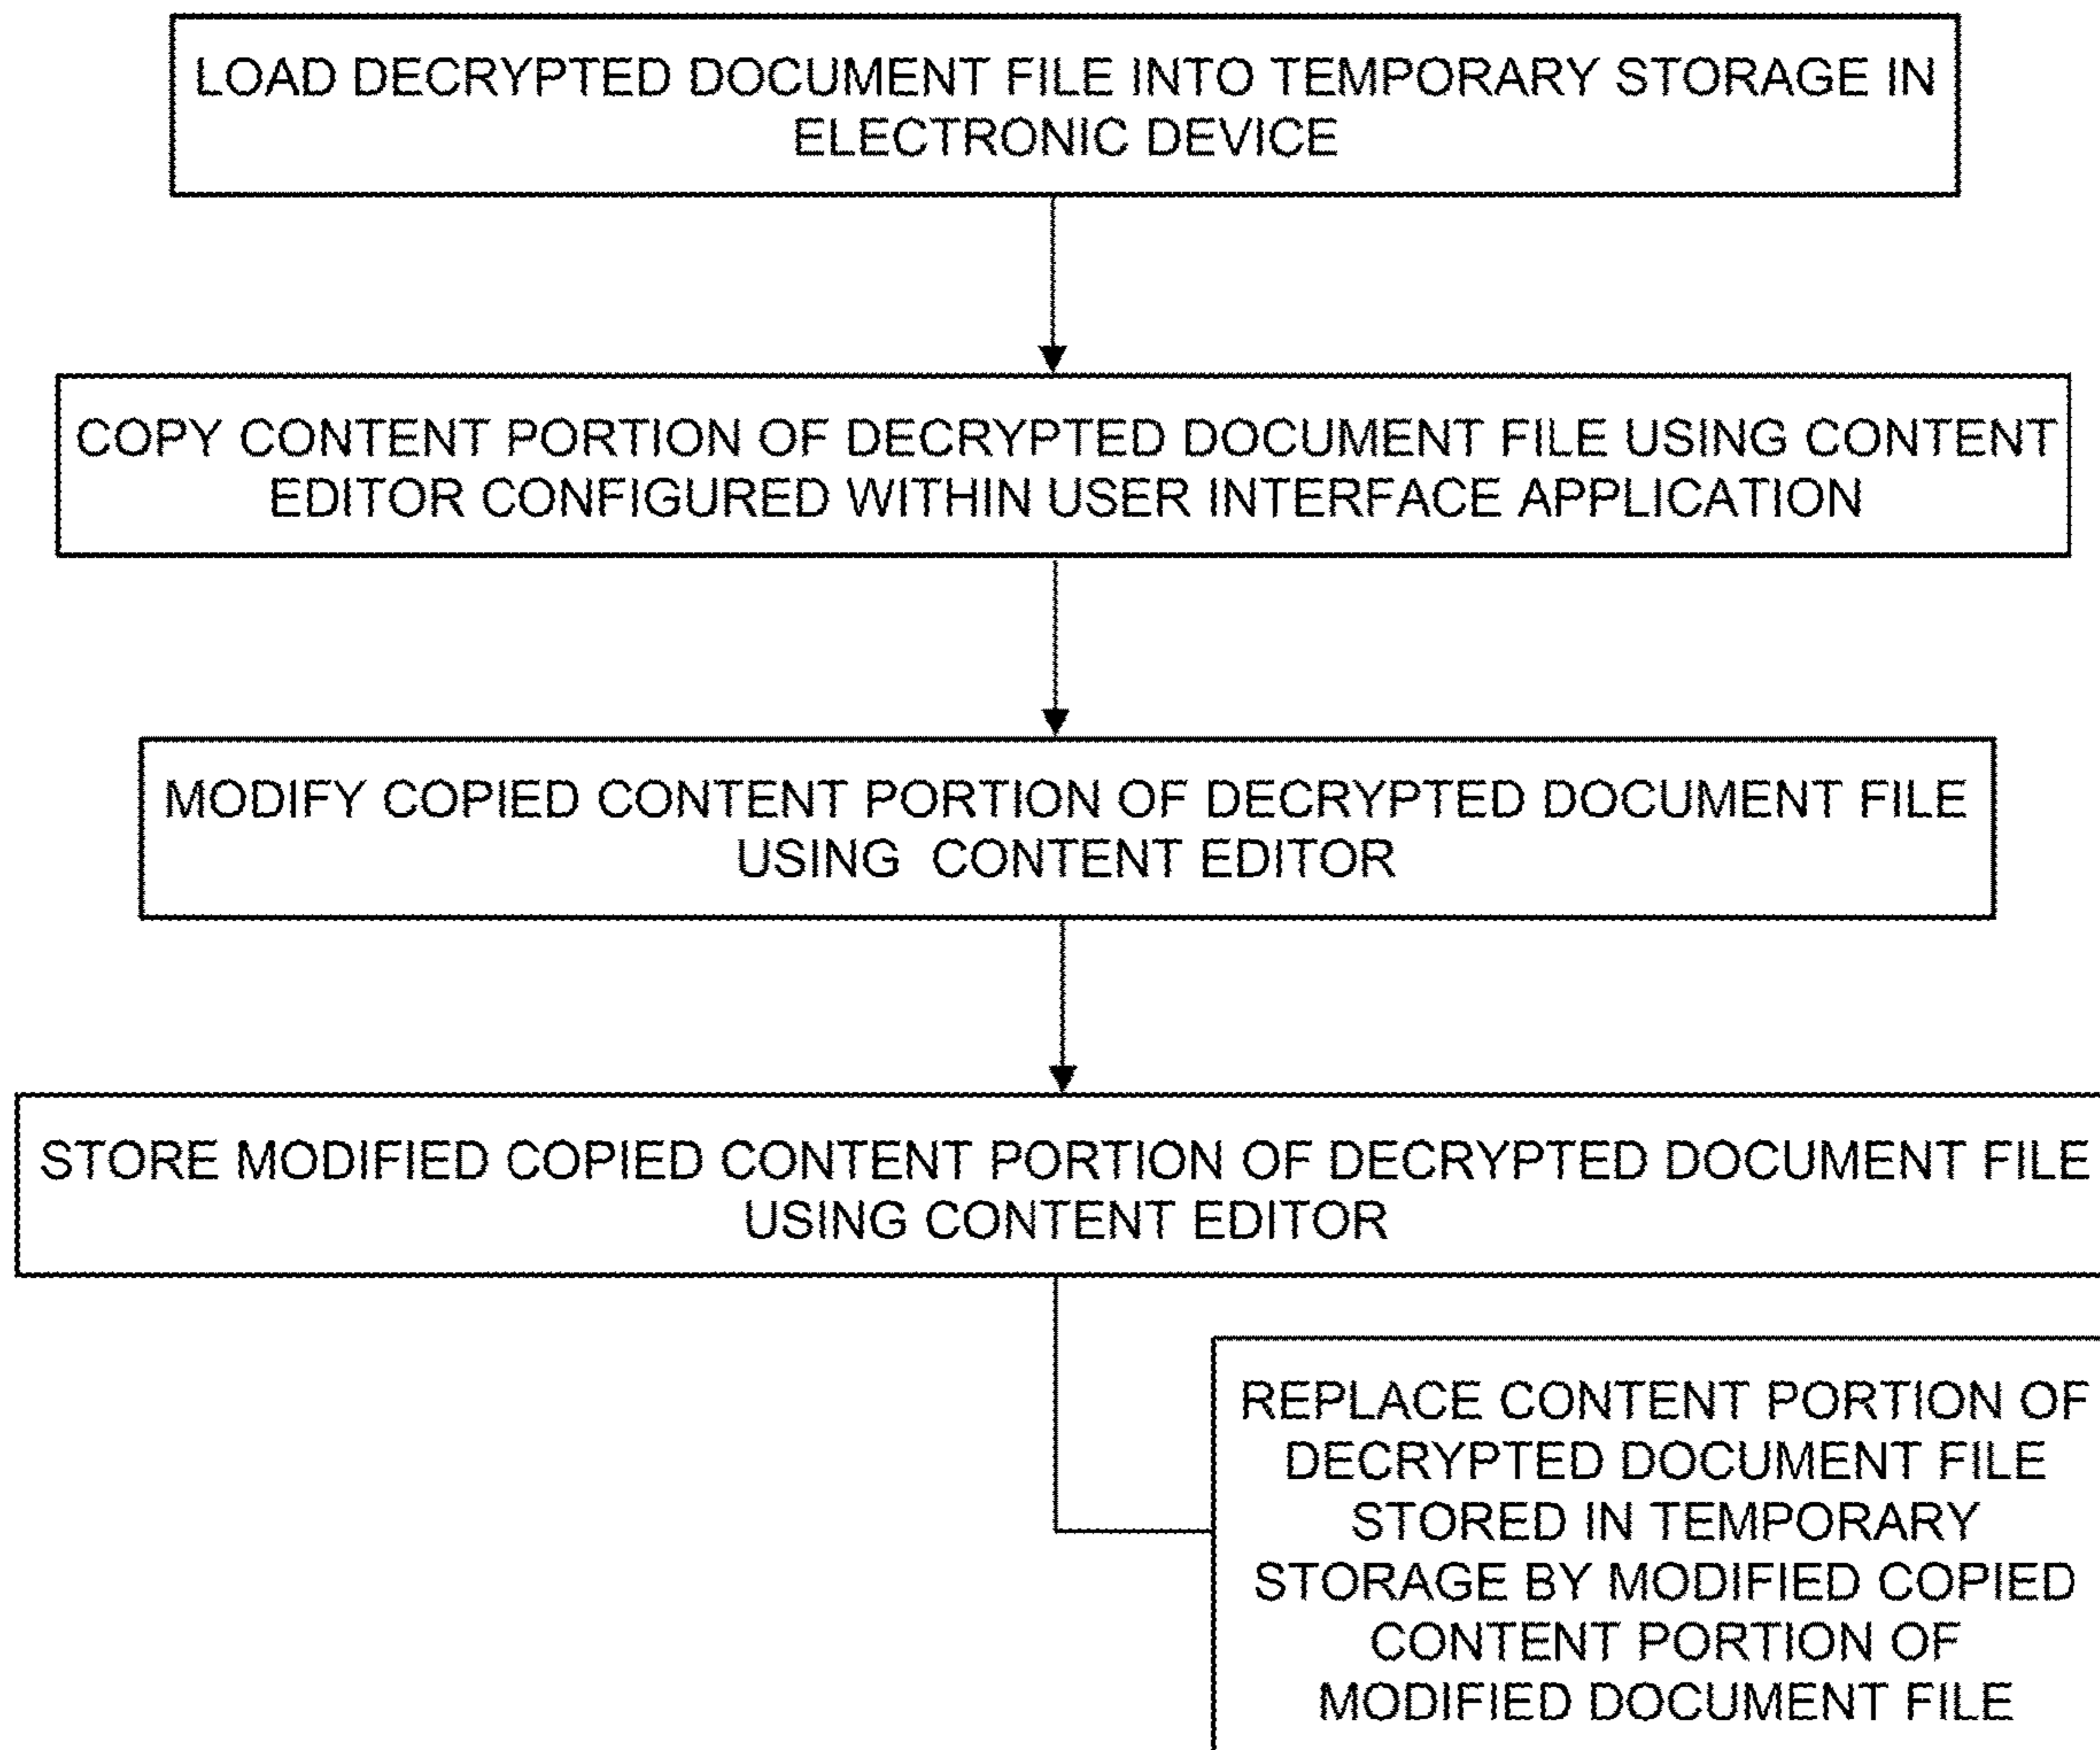 LOAD DECRYPTED DOCUMENT FILE INTO TEMPORARY STORAGE IN
ELECTRONIC DEVICE
COPY CONTENT PORTION OF DECRYPTED DOCUMENT FILE USING CONTENT
EDITOR CONFIGURED WITHIN USER INTERFACE APPLICATION
MODIFY COPIED CONTENT PORTION OF DECRYPTED DOCUMENT FILE
USING CONTENT EDITOR
STORE MODIFIED COPIED CONTENT PORTION OF DECRYPTED DOCUMENT FILE
USING CONTENT EDITOR
REPLACE CONTENT PORTION OF
DECRYPTED DOCUMENT FILE
STORED IN TEMPORARY
STORAGE BY MODIFIED COPIED
CONTENT PORTION OF
MODIFIED DOCUMENT FILE